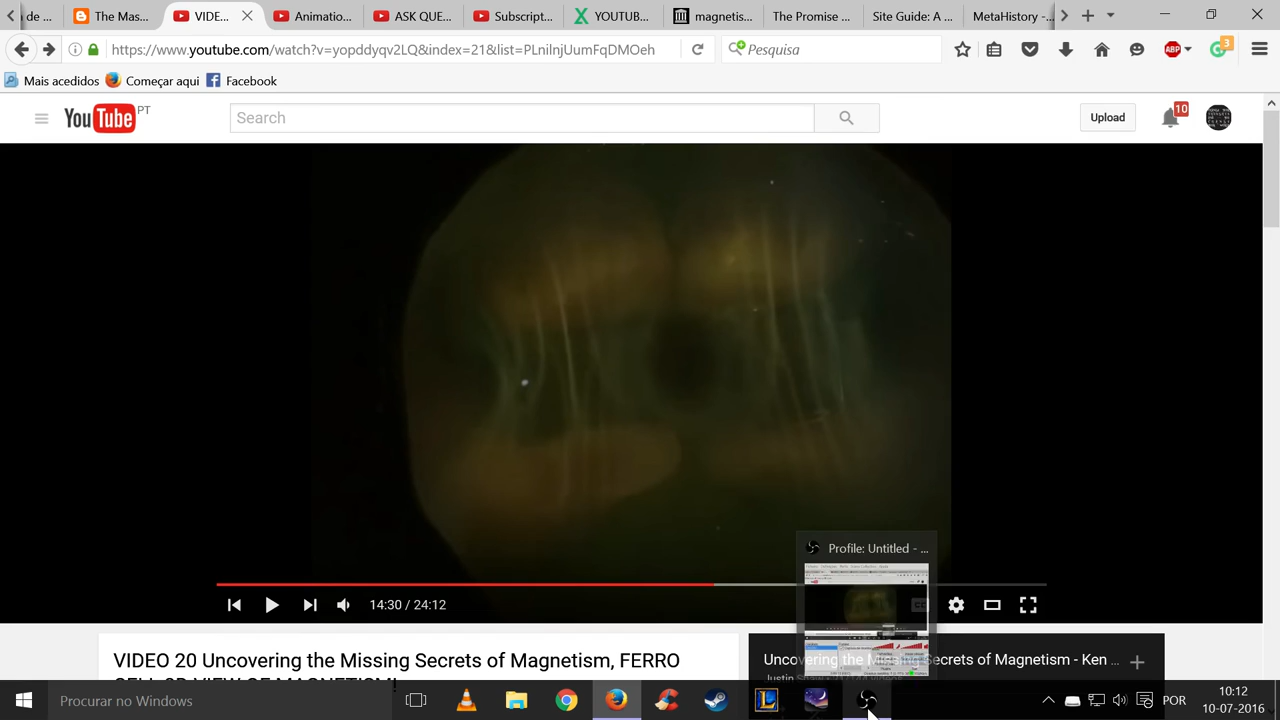 de ...
The Mas...
VIDE...
Animatio...
ASK QUE...
Subscript...
YOUTUB...
magnetis...
The Promise ...
Site Guide: A ...
MetaHistory -...
https://www.youtube.com/watch?v=yopddyqv2LQ&index=21&list=PLnilnjUumFqDMOeh
Pesquisa
ABP
3
Mais acedidos
Começar aqui
Facebook
YouTube PT
Search
Upload
10
Profile: Untitled - ...
14:30 / 24:12
VIDEO 20 Uncovering the Missing Secrets of Magnetism, FERRO
Uncovering the Missing Secrets of Magnetism - Ken ...
Procurar no Windows
POR
10:12
10-07-2016